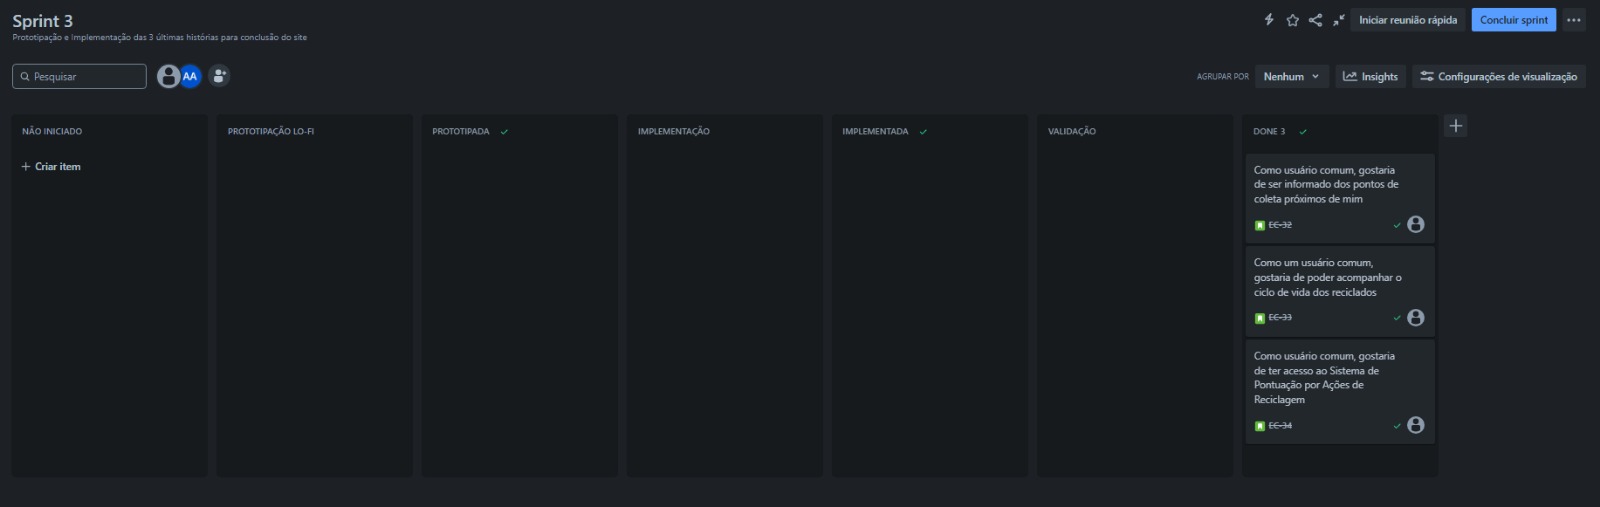 Sprint 3
Prototipação e Implementação das 3 últimas histórias para conclusão do site
Iniciar reunião rápida
Concluir sprint
Pesquisar
AA
AGRUPAR POR
Nenhum
Insights
Configurações de visualização
NÃO INICIADO
PROTOTIPAÇÃO LO-FI
PROTOTIPADA
IMPLEMENTAÇÃO
IMPLEMENTADA
VALIDAÇÃO
DONE 3
+ Criar item
Como usuário comum, gostaria
de ser informado dos pontos de
coleta próximos de mim
EC-32
Como um usuário comum,
gostaria de poder acompanhar o
ciclo de vida dos reciclados
EC-33
Como usuário comum, gostaria
de ter acesso ao Sistema de
Pontuação por Ações de
Reciclagem
EC-34